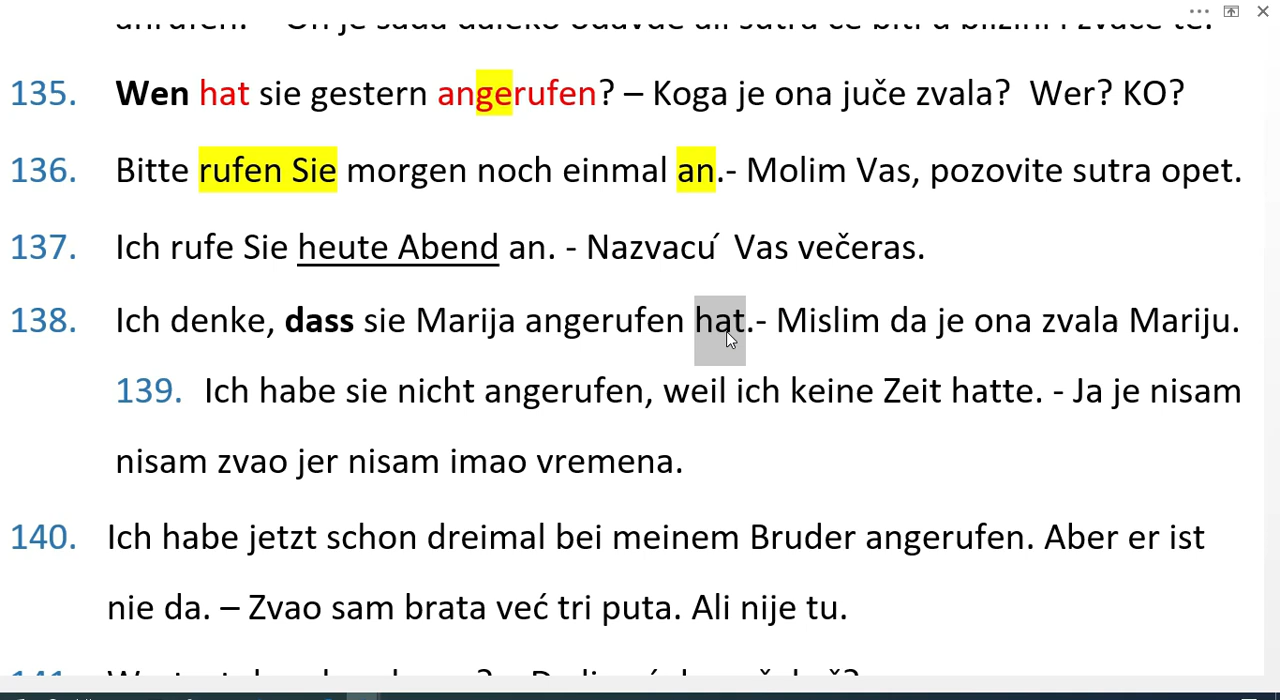 135. Wen hat sie gestern angerufen? – Koga je ona juče zvala? Wer? KO?
136. Bitte rufen Sie morgen noch einmal an.- Molim Vas, pozovite sutra opet.
137. Ich rufe Sie heute Abend an. - Nazvacu´ Vas večeras.
138. Ich denke, dass sie Marija angerufen hat.- Mislim da je ona zvala Mariju.
139. Ich habe sie nicht angerufen, weil ich keine Zeit hatte. - Ja je nisam
nisam zvao jer nisam imao vremena.
140. Ich habe jetzt schon dreimal bei meinem Bruder angerufen. Aber er ist
nie da. – Zvao sam brata već tri puta. Ali nije tu.